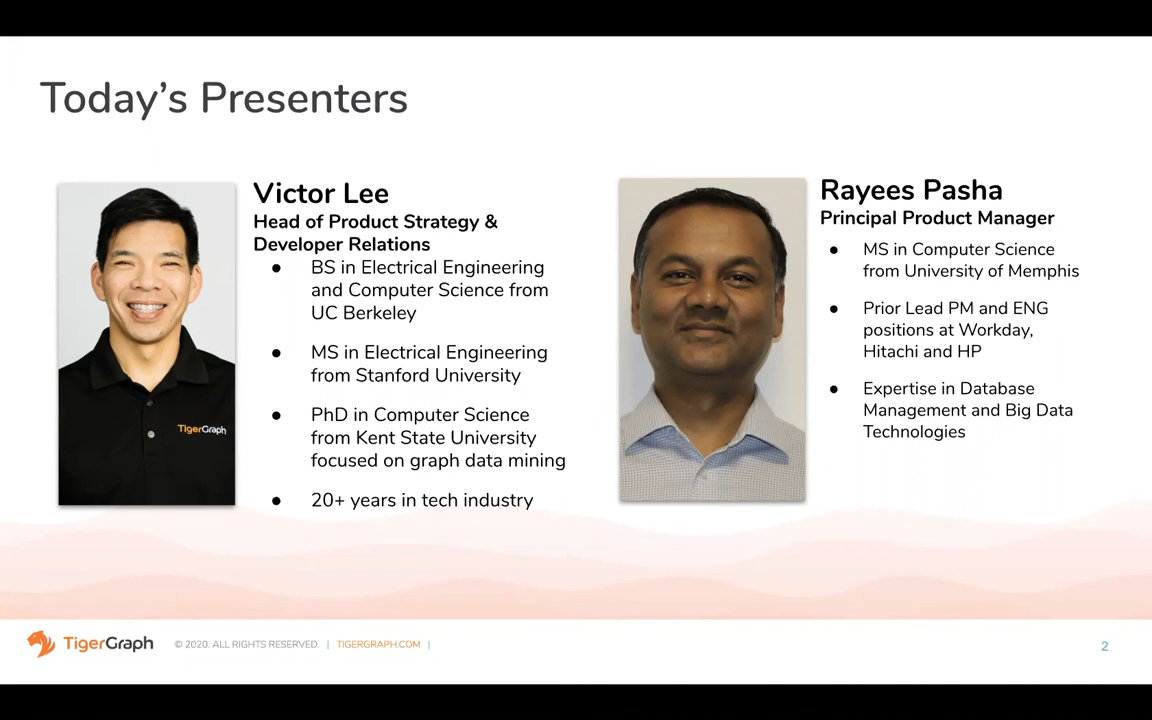 Today's Presenters
Victor Lee
Head of Product Strategy &
Developer Relations
● BS in Electrical Engineering
and Computer Science from
UC Berkeley
● MS in Electrical Engineering
from Stanford University
● PhD in Computer Science
from Kent State University
focused on graph data mining
● 20+ years in tech industry
TigerGraph
Rayees Pasha
Principal Product Manager
● MS in Computer Science
from University of Memphis
● Prior Lead PM and ENG
positions at Workday,
Hitachi and HP
● Expertise in Database
Management and Big Data
Technologies
TigerGraph © 2020. ALL RIGHTS RESERVED. | TIGERGRAPH.COM | 2